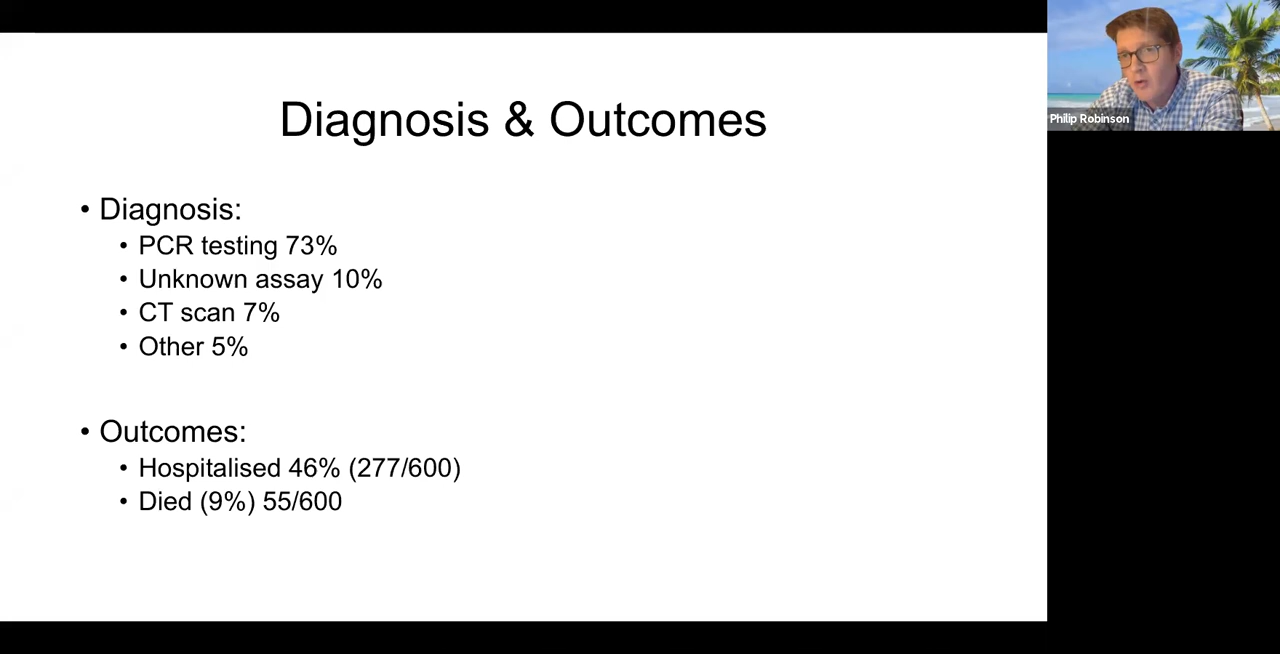 Diagnosis & Outcomes
• Diagnosis:
• PCR testing 73%
• Unknown assay 10%
• CT scan 7%
• Other 5%
• Outcomes:
• Hospitalised 46% (277/600)
• Died (9%) 55/600
Philip Robinson